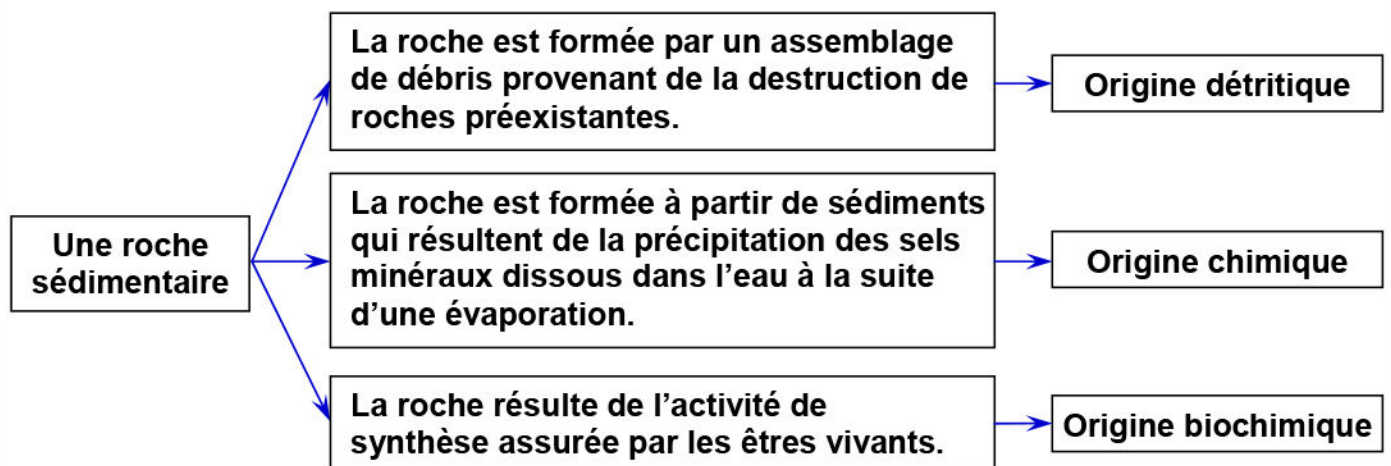 La roche est formée par un assemblage
de débris provenant de la destruction de
roches préexistantes.
Origine détritique
Une roche
sédimentaire
La roche est formée à partir de sédiments
qui résultent de la précipitation des sels
minéraux dissous dans l'eau à la suite
d'une évaporation.
Origine chimique
La roche résulte de l'activité de
synthèse assurée par les êtres vivants.
Origine biochimique